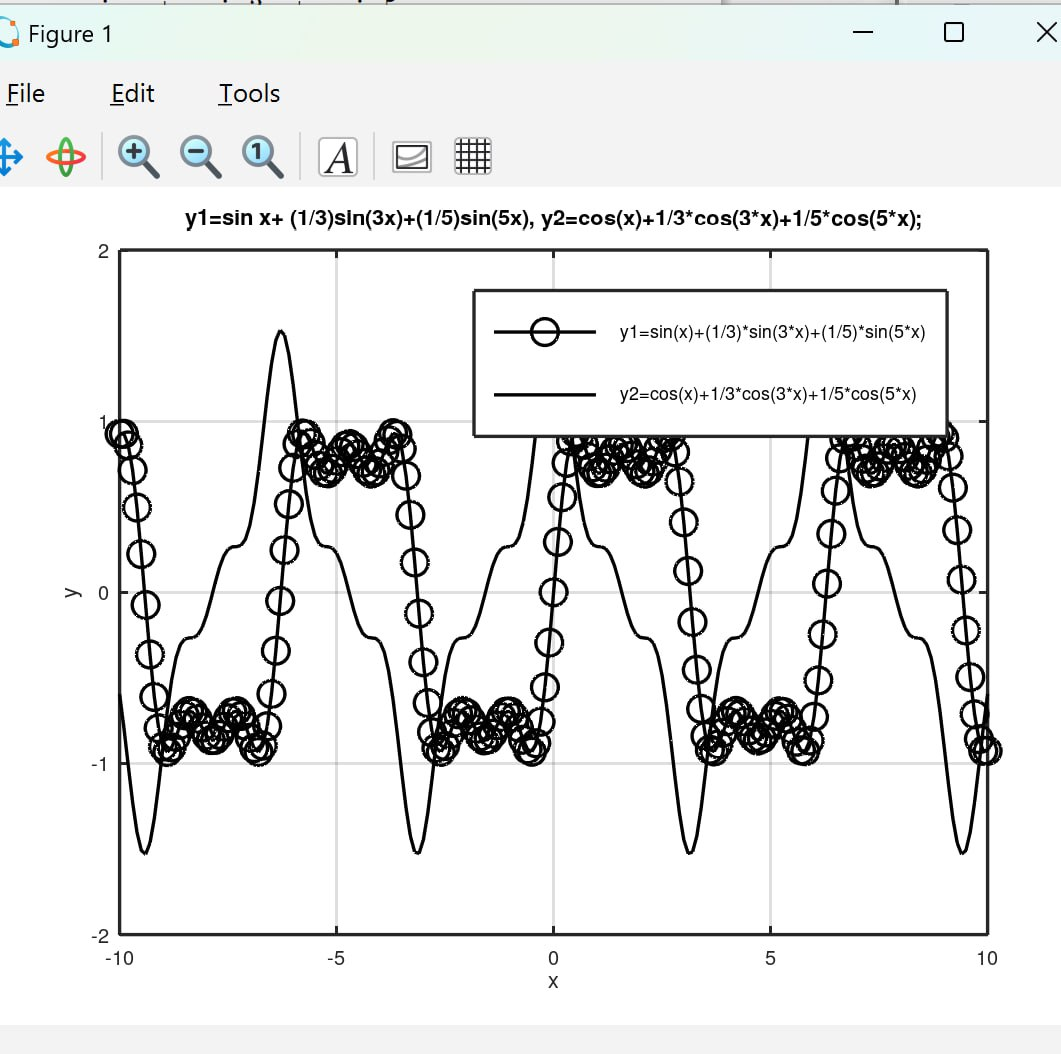 Figure 1
File Edit Tools
y1=sin x+ (1/3)sin(3x)+(1/5)sin(5x), y2=cos(x)+1/3*cos(3*x)+1/5*cos(5*x);
2
y1=sin(x)+(1/3)*sin(3*x)+(1/5)*sin(5*x)
y2=cos(x)+1/3*cos(3*x)+1/5*cos(5*x)
1
y
0
-1
-2
-10 -5 0 5 10
x